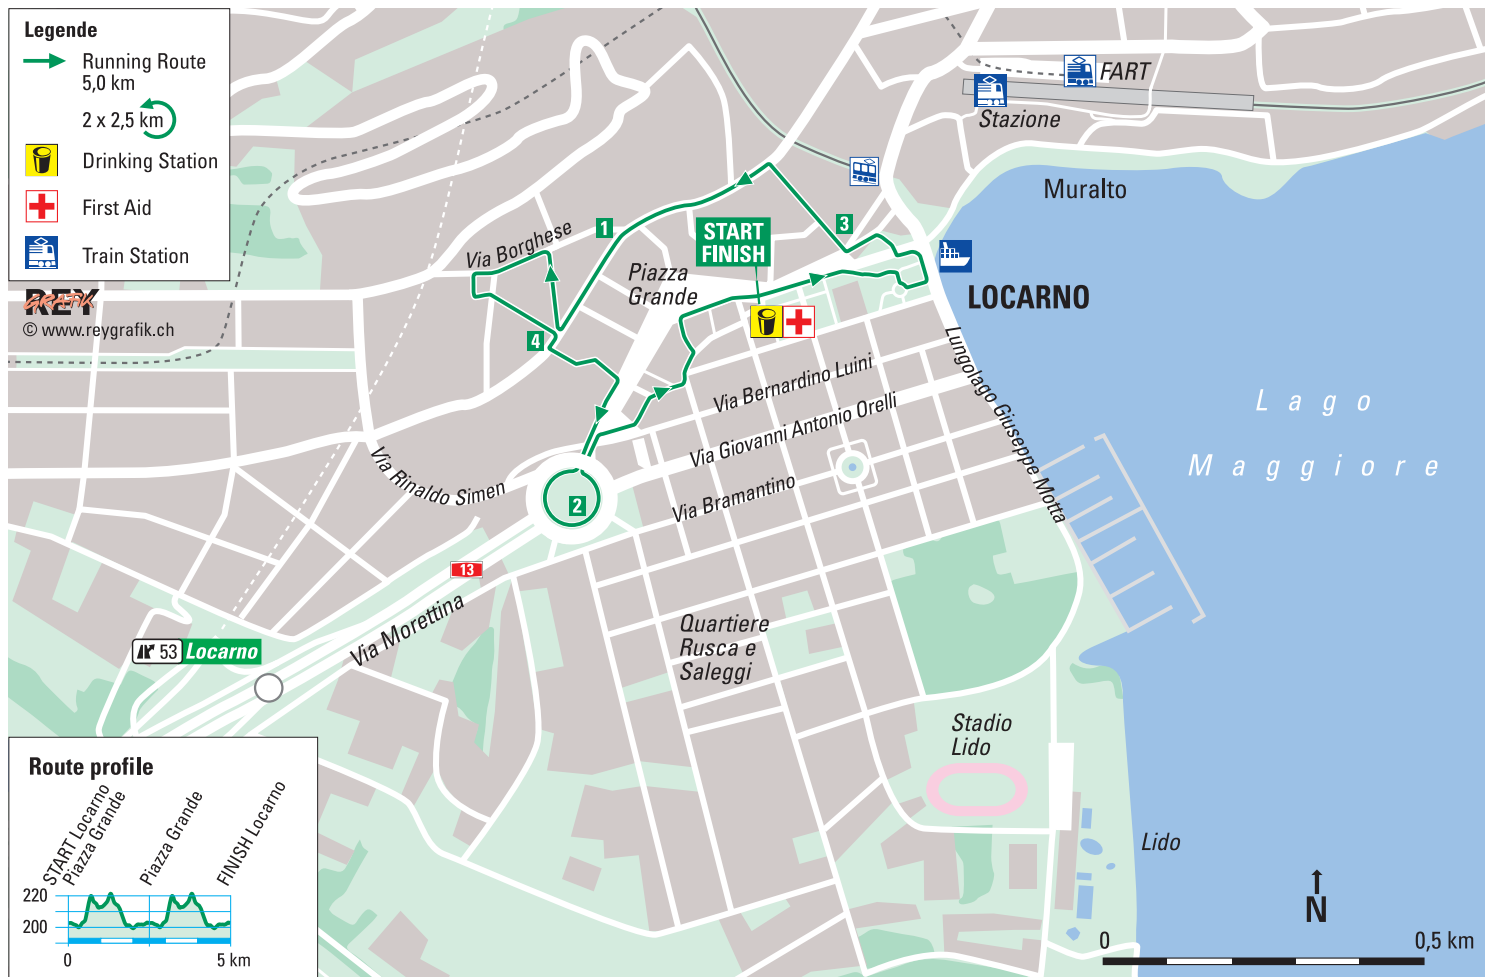 Legende
Running Route
5,0 km
2 x 2,5 km
Drinking Station
First Aid
Train Station
REY
GRAFIK
© www.reygrafik.ch
FART
Stazione
Muralto
Via Borghese
1
3
START
FINISH
Piazza
Grande
LOCARNO
4
Via Bernardino Luini
Lungolago Giuseppe Motta
Via Giovanni Antonio Orelli
Lago
Maggiore
Via Rinaldo Simen
Via Bramantino
2
13
Via Morettina
53 Locarno
Quartiere
Rusca e
Saleggi
Stadio
Lido
Lido
N
0 0,5 km
Route profile
START Locarno
Piazza Grande
Piazza Grande
FINISH Locarno
220
200
0 5 km